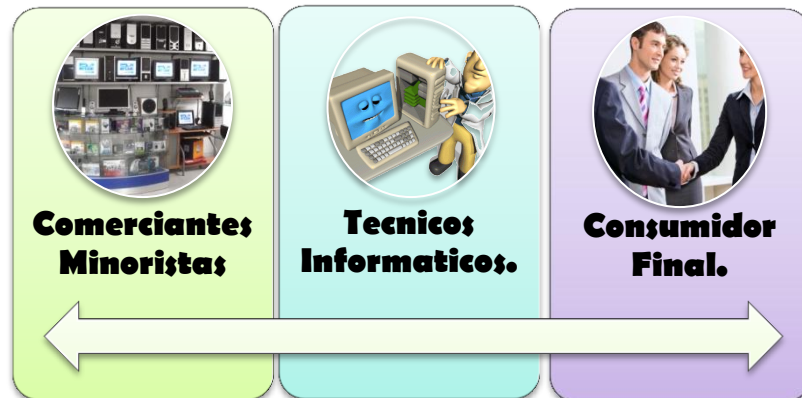 Comerciantes
Minoristas
Tecnicos
Informaticos.
Consumidor
Final.